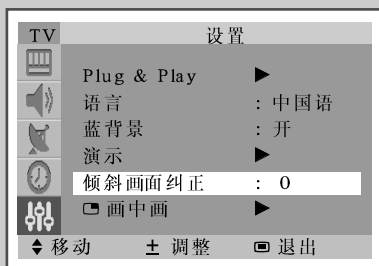 TV 设置
Plug & Play ▶
语言 : 中国语
蓝背景 : 开
演示 ▶
倾斜画面纠正 : 0
画中画 ▶
移动 ± 调整 退出